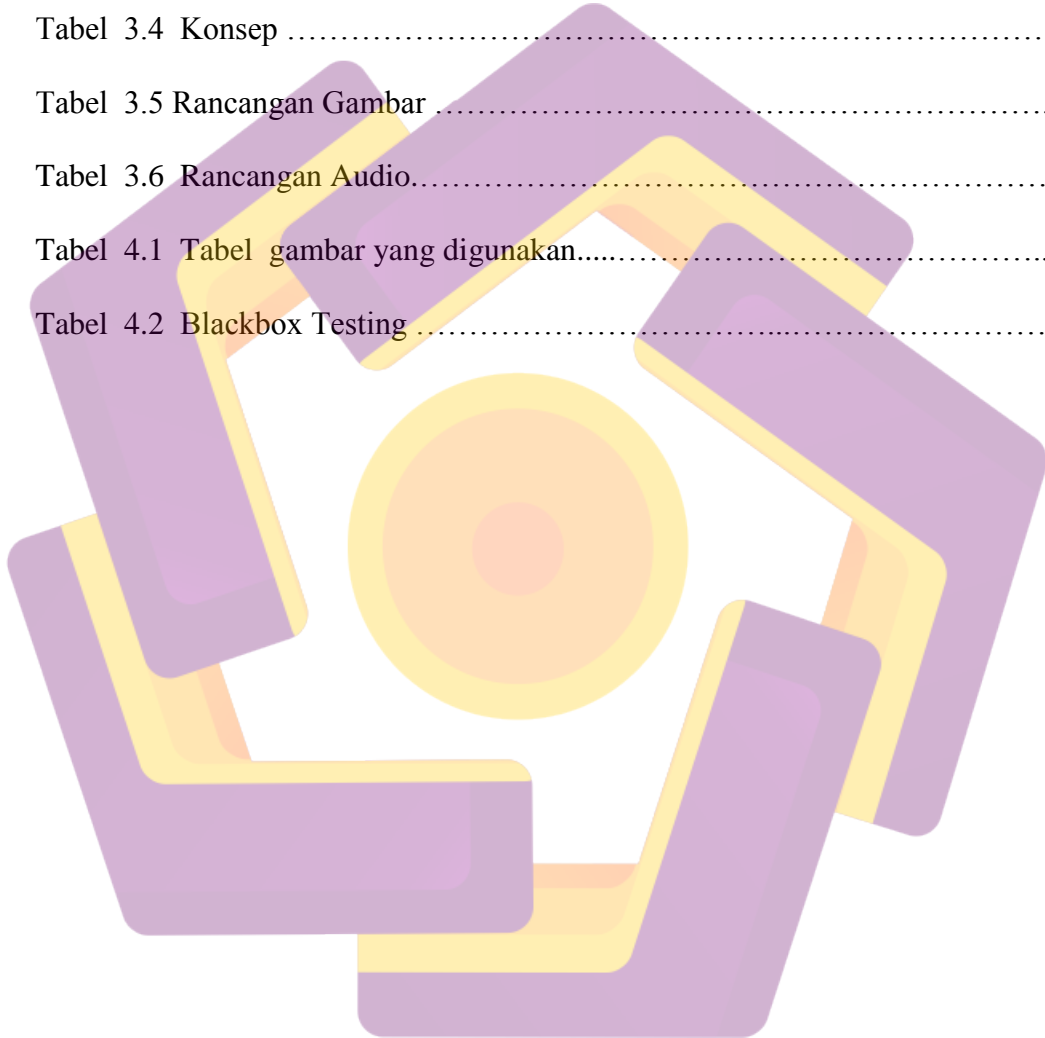 Tabel 3.4 Konsep ……………………………………………………………………
Tabel 3.5 Rancangan Gambar ……………………………………………………
Tabel 3.6 Rancangan Audio..……………………………………………………
Tabel 4.1 Tabel gambar yang digunakan.....……………………………………..
Tabel 4.2 Blackbox Testing ………………………………………………………